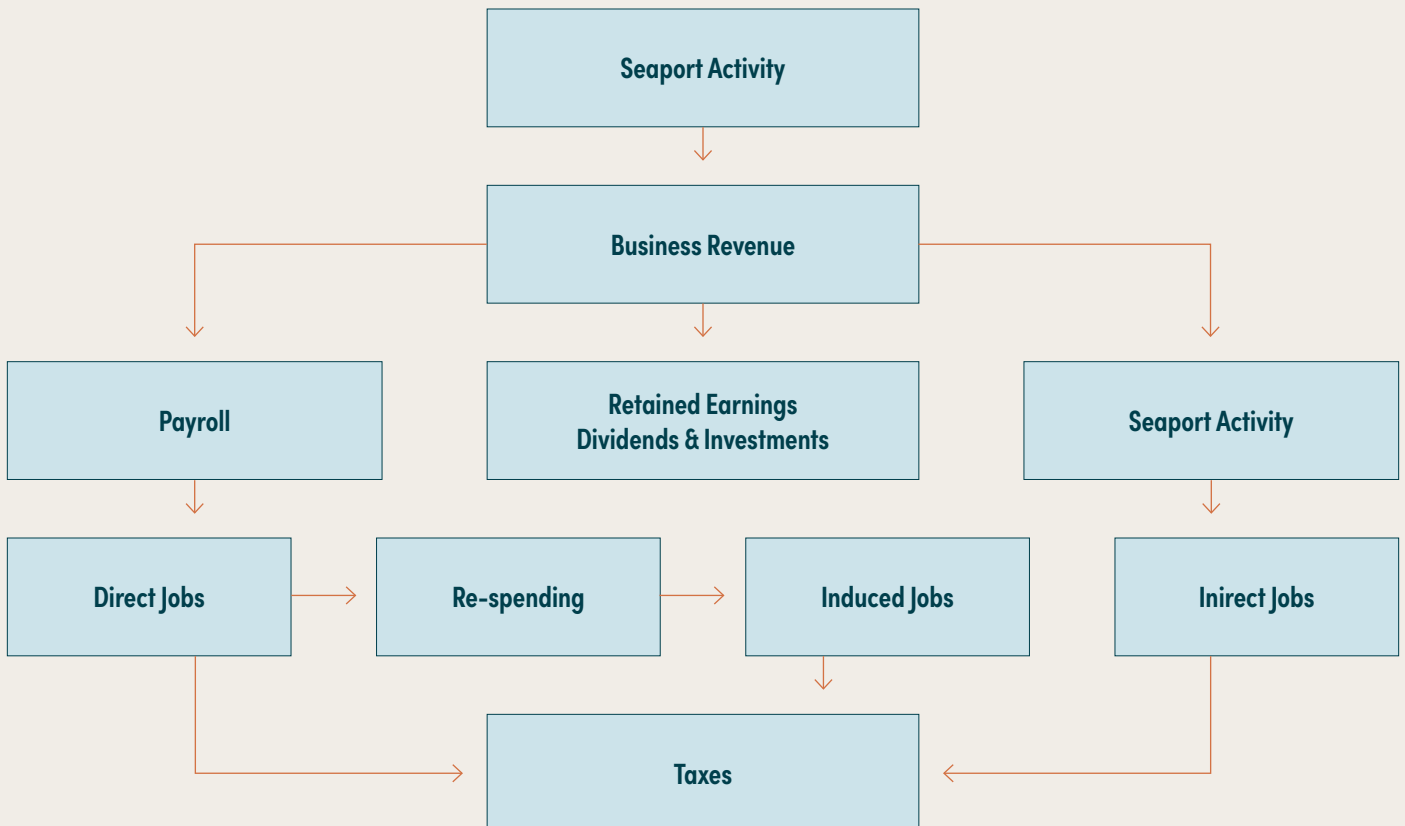 Seaport Activity
Business Revenue
Payroll
Retained Earnings
Dividends & Investments
Seaport Activity
Direct Jobs
Re-spending
Induced Jobs
Inirect Jobs
Taxes